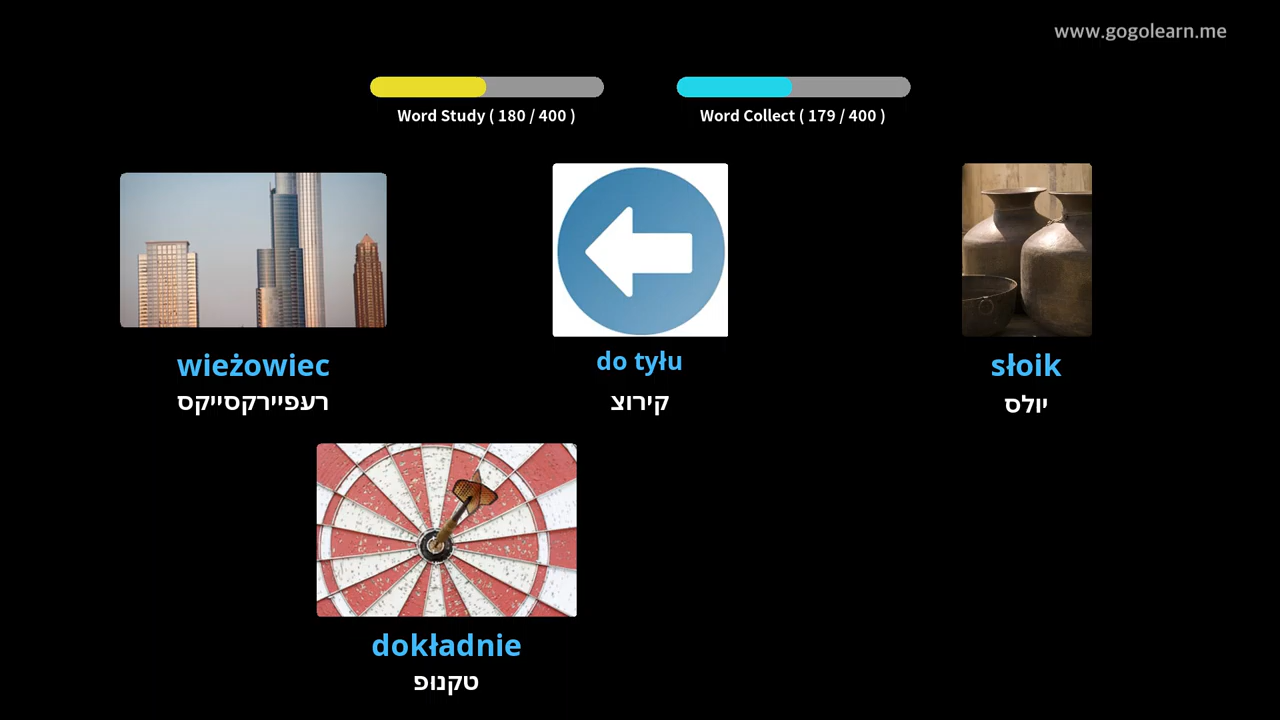 www.gogolearn.me
Word Study ( 180 / 400 )
Word Collect ( 179 / 400 )
wieżowiec
רעפיירקסייקס
do tyłu
קירוצ
słoik
יולס
dokładnie
טקנופ